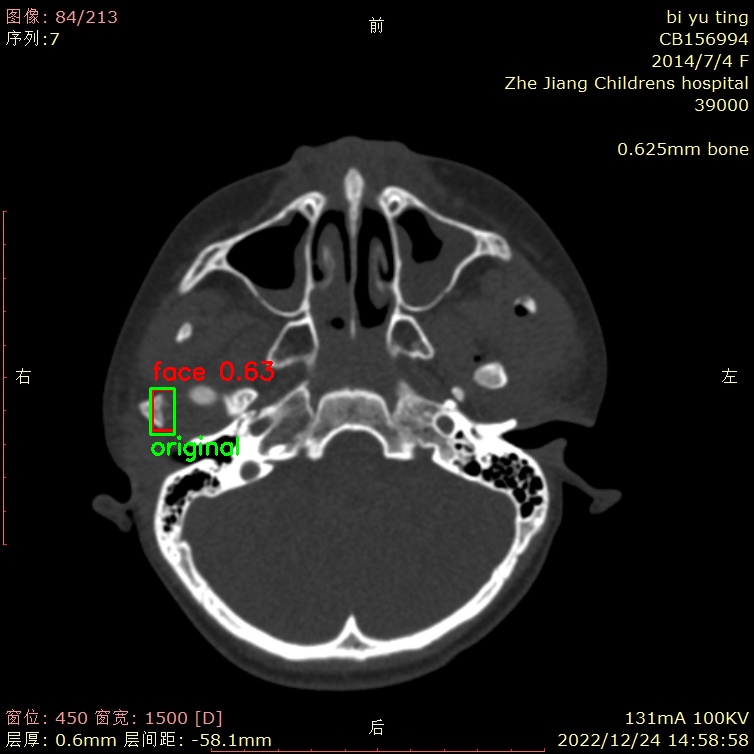 图像: 84/213
序列:7
前
bi yu ting
CB156994
2014/7/4 F
Zhe Jiang Childrens hospital
39000
0.625mm bone
face 0.63
右
左
original
窗位: 450 窗宽: 1500 [D]
层厚: 0.6mm 层间距: -58.1mm
后
131mA 100KV
2022/12/24 14:58:58